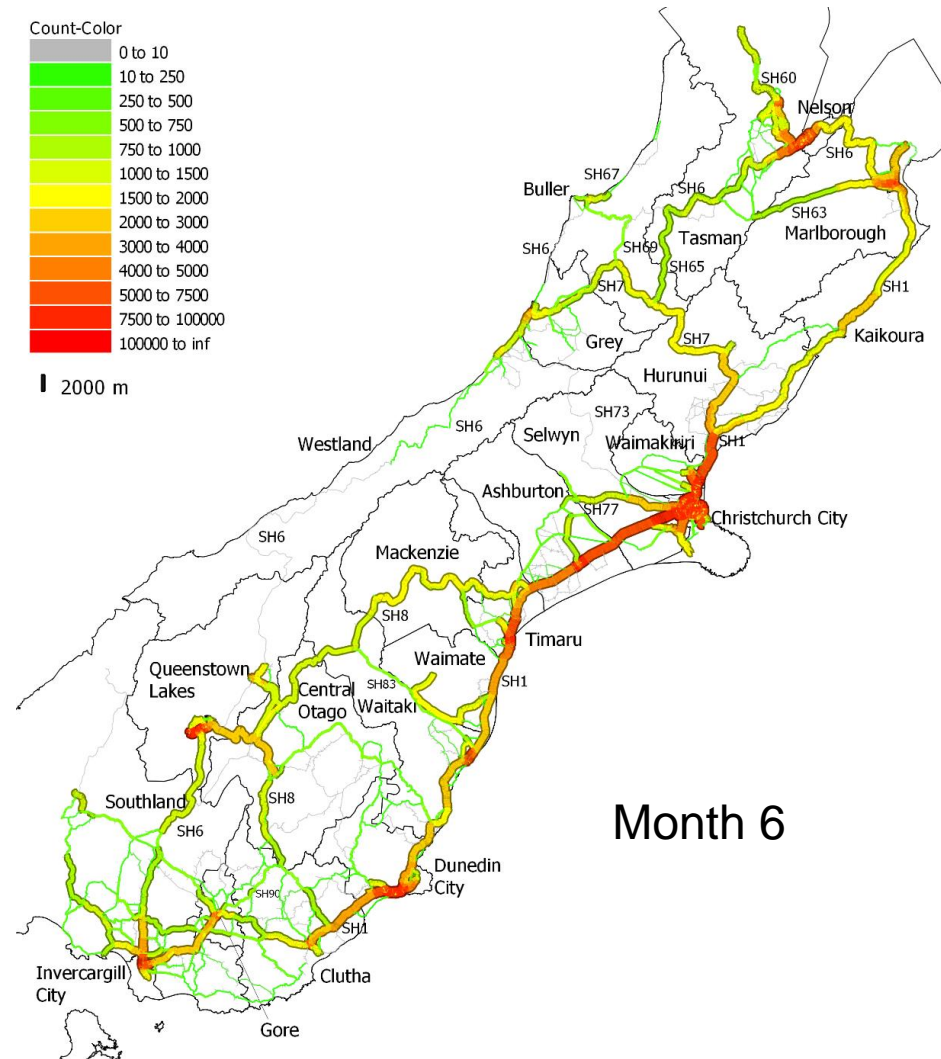 Count-Color
0 to 10
10 to 250
250 to 500
500 to 750
750 to 1000
1000 to 1500
1500 to 2000
2000 to 3000
3000 to 4000
4000 to 5000
5000 to 7500
7500 to 100000
100000 to inf
2000 m
SH60
Nelson
SH6
SH67
Buller
SH6
SH63
Tasman
Marlborough
SH6
SH69
SH65
SH7
SH1
Kaikoura
Grey
SH7
Hurunui
SH73
Westland
SH6
Selwyn
Waimakiriri
SH1
Ashburton
SH77
Christchurch City
SH6
Mackenzie
SH8
Timaru
Waimate
Queenstown
Lakes
SH83
SH1
Central
Otago
Waitaki
Southland
SH8
SH6
Month 6
Dunedin
City
SH90
SH1
Invercargill
City
Clutha
Gore